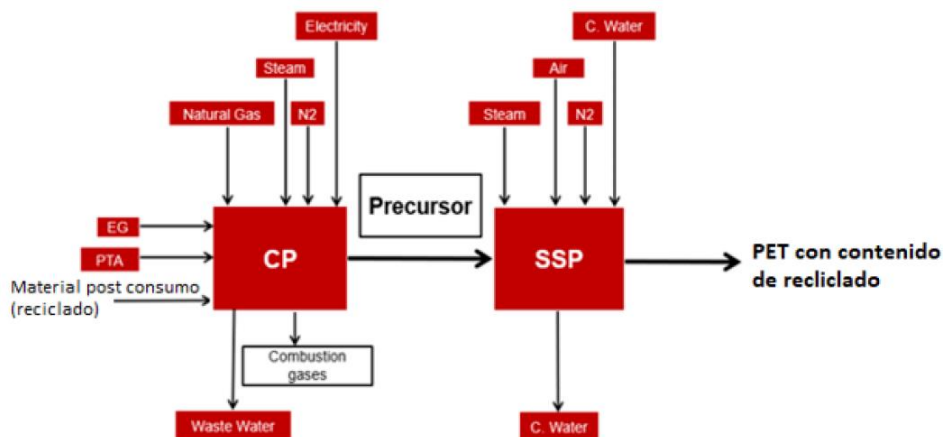 Electricity
C. Water
Steam
Air
Natural Gas
N2
Steam
N2
Precursor
EG
PTA
CP
SSP
PET con contenido
de recliclado
Material post consumo
(reciclado)
Combustion
gases
Waste Water
C. Water